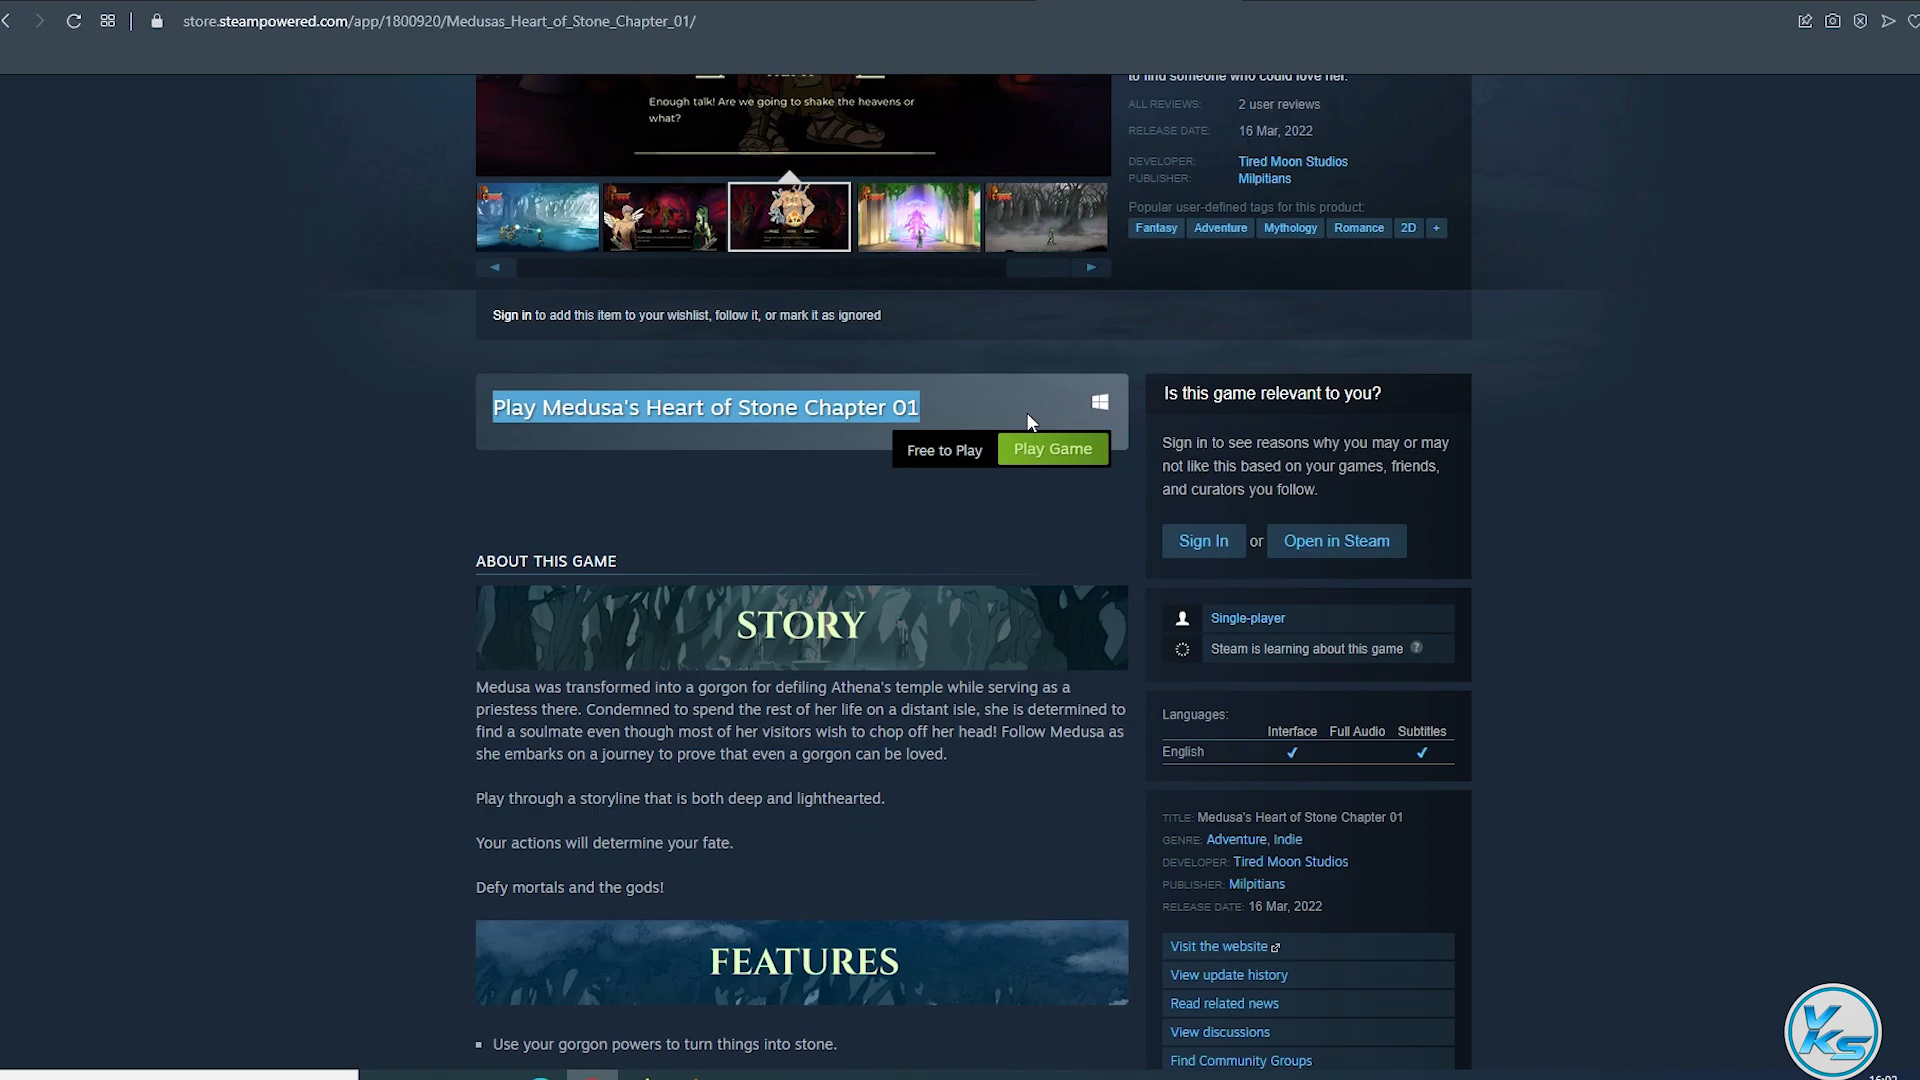 store.steampowered.com/app/1800920/Medusas_Heart_of_Stone_Chapter_01/
to find someone who could love her.
Enough talk! Are we going to shake the heavens or
what?
ALL REVIEWS: 2 user reviews
RELEASE DATE: 16 Mar, 2022
DEVELOPER: Tired Moon Studios
PUBLISHER: Milpitians
Popular user-defined tags for this product:
Fantasy Adventure Mythology Romance 2D +
Sign in to add this item to your wishlist, follow it, or mark it as ignored
Play Medusa's Heart of Stone Chapter 01
Free to Play Play Game
Is this game relevant to you?
Sign in to see reasons why you may or may
not like this based on your games, friends,
and curators you follow.
Sign In or Open in Steam
ABOUT THIS GAME
STORY
Medusa was transformed into a gorgon for defiling Athena's temple while serving as a
priestess there. Condemned to spend the rest of her life on a distant isle, she is determined to
find a soulmate even though most of her visitors wish to chop off her head! Follow Medusa as
she embarks on a journey to prove that even a gorgon can be loved.
Play through a storyline that is both deep and lighthearted.
Your actions will determine your fate.
Defy mortals and the gods!
FEATURES
Use your gorgon powers to turn things into stone.
Single-player
Steam is learning about this game ?
Languages:
Interface Full Audio Subtitles
English ✔ ✔
TITLE: Medusa's Heart of Stone Chapter 01
GENRE: Adventure, Indie
DEVELOPER: Tired Moon Studios
PUBLISHER: Milpitians
RELEASE DATE: 16 Mar, 2022
Visit the website
View update history
Read related news
View discussions
Find Community Groups
VKS